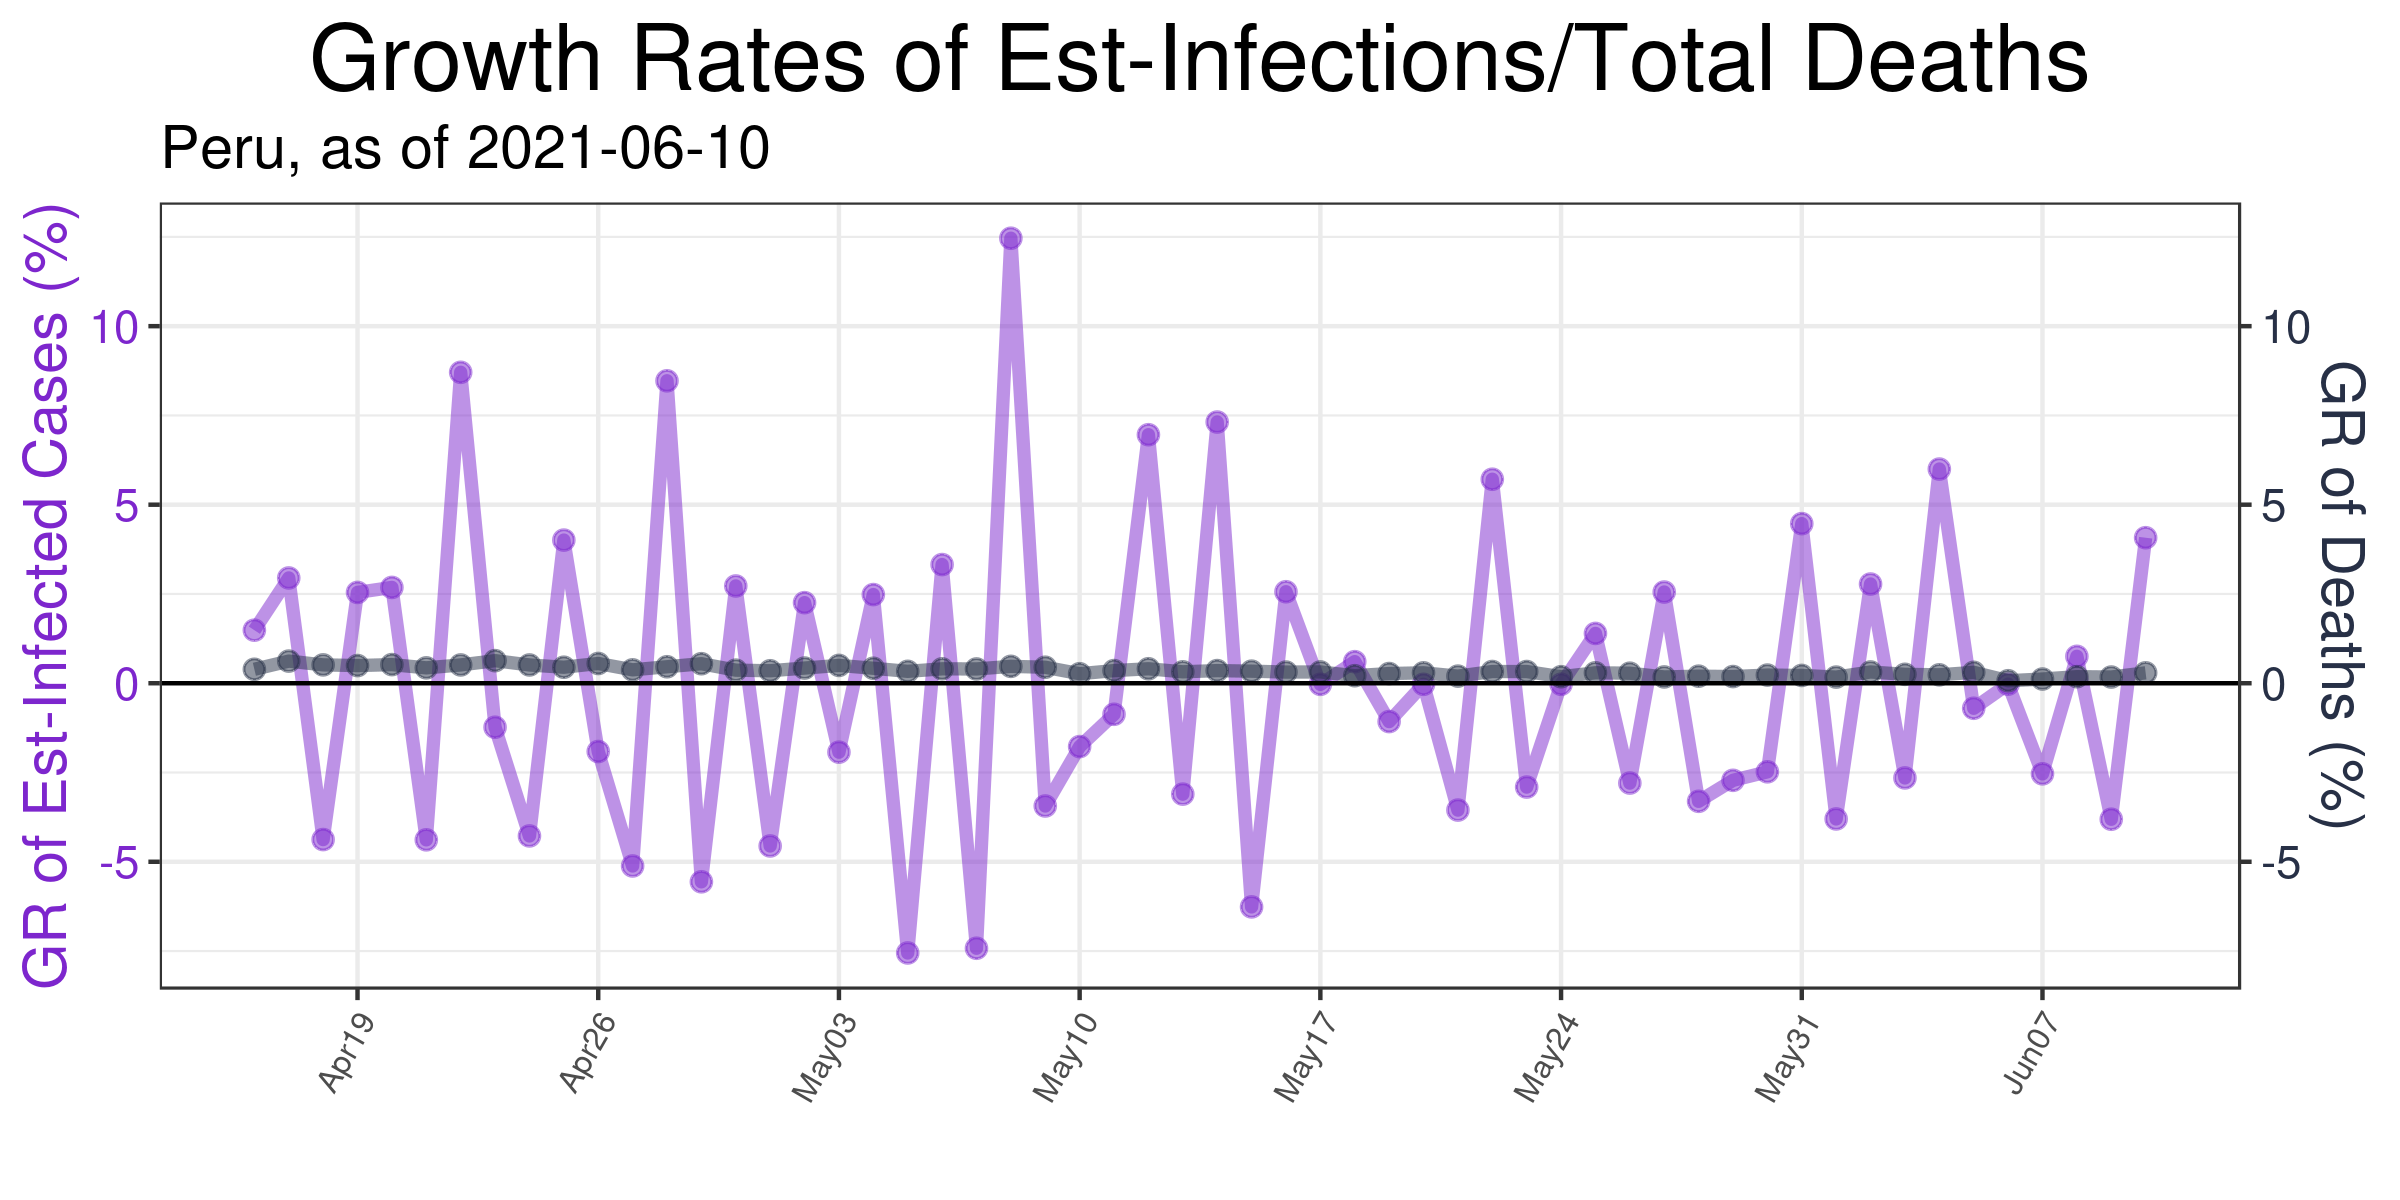 Growth Rates of Est-Infections/Total Deaths
Peru, as of 2021-06-10
GR of Est-Infected Cases (%)
10
5
0
-5
10
5
0
-5
GR of Deaths (%)
Apr19
Apr26
May03
May10
May17
May24
May31
Jun07